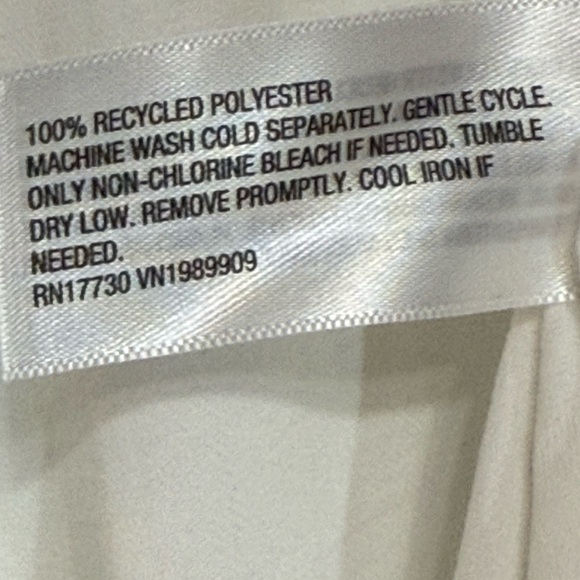 100% RECYCLED POLYESTER
MACHINE WASH COLD SEPARATELY. GENTLE CYCLE.
ONLY NON-CHLORINE BLEACH IF NEEDED. TUMBLE
DRY LOW. REMOVE PROMPTLY. COOL IRON IF
NEEDED.
RN17730 VN1989909